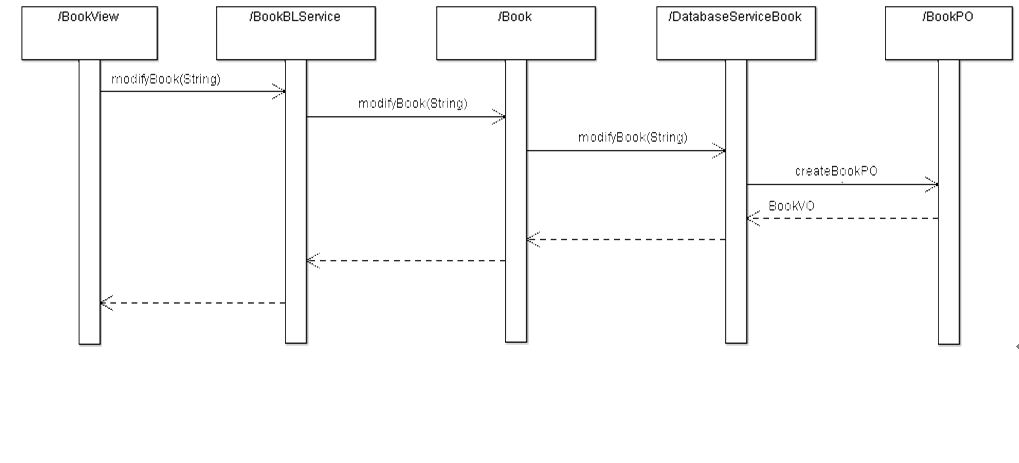 /BookView
/BookBLService
/Book
/DatabaseServiceBook
/BookPO
modifyBook(String)
modifyBook(String)
modifyBook(String)
createBookPO
BookVO